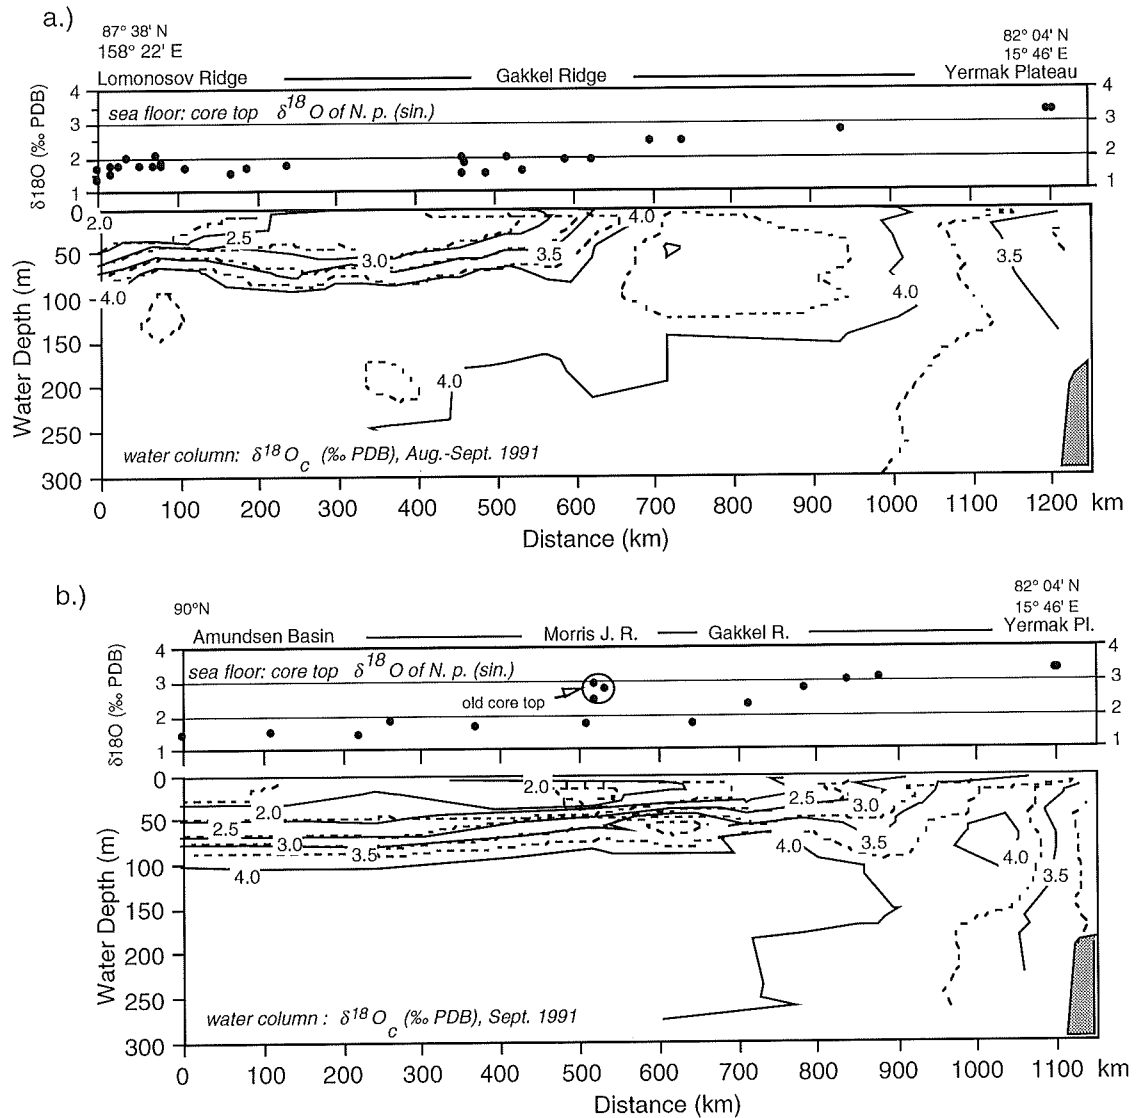 a.)
87° 38' N
158° 22' E
82° 04' N
15° 46' E
Lomonosov Ridge
Gakkel Ridge
Yermak Plateau
δ18O (‰ PDB)
4
3
2
1
sea floor: core top δ18 O of N. p. (sin.)
4
3
2
1
Water Depth (m)
0
50
100
150
200
250
300
2.0
2.5
3.0
3.5
4.0
4.0
4.0
4.0
3.5
water column: δ18 Oc (‰ PDB), Aug.-Sept. 1991
0 100 200 300 400 500 600 700 800 900 1000 1100 1200 km
Distance (km)
b.)
90°N
82° 04' N
15° 46' E
Amundsen Basin
Morris J. R.
Gakkel R.
Yermak Pl.
δ18O (‰ PDB)
4
3
2
1
sea floor: core top δ18 O of N. p. (sin.)
old core top
4
3
2
1
Water Depth (m)
0
50
100
150
200
250
300
2.0
2.0
2.5
3.0
3.5
4.0
2.5
3.0
3.5
4.0
4.0
3.5
water column : δ18 Oc (‰ PDB), Sept. 1991
0 100 200 300 400 500 600 700 800 900 1000 1100 km
Distance (km)